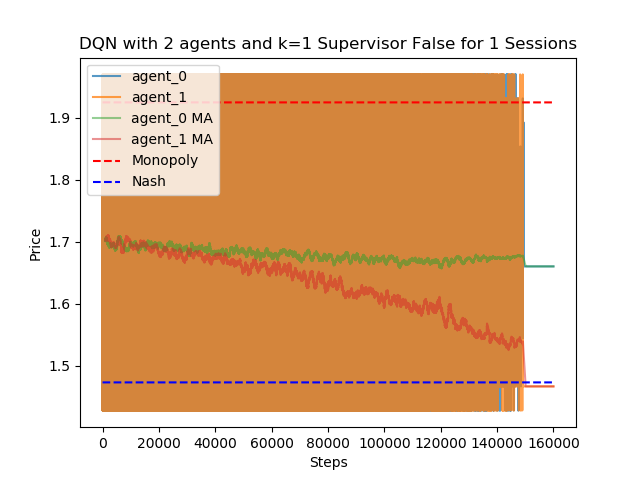 DQN with 2 agents and k=1 Supervisor False for 1 Sessions
agent_0
agent_1
agent_0 MA
agent_1 MA
Monopoly
Nash
1.9
1.8
1.7
1.6
1.5
Price
0 20000 40000 60000 80000 100000 120000 140000 160000
Steps